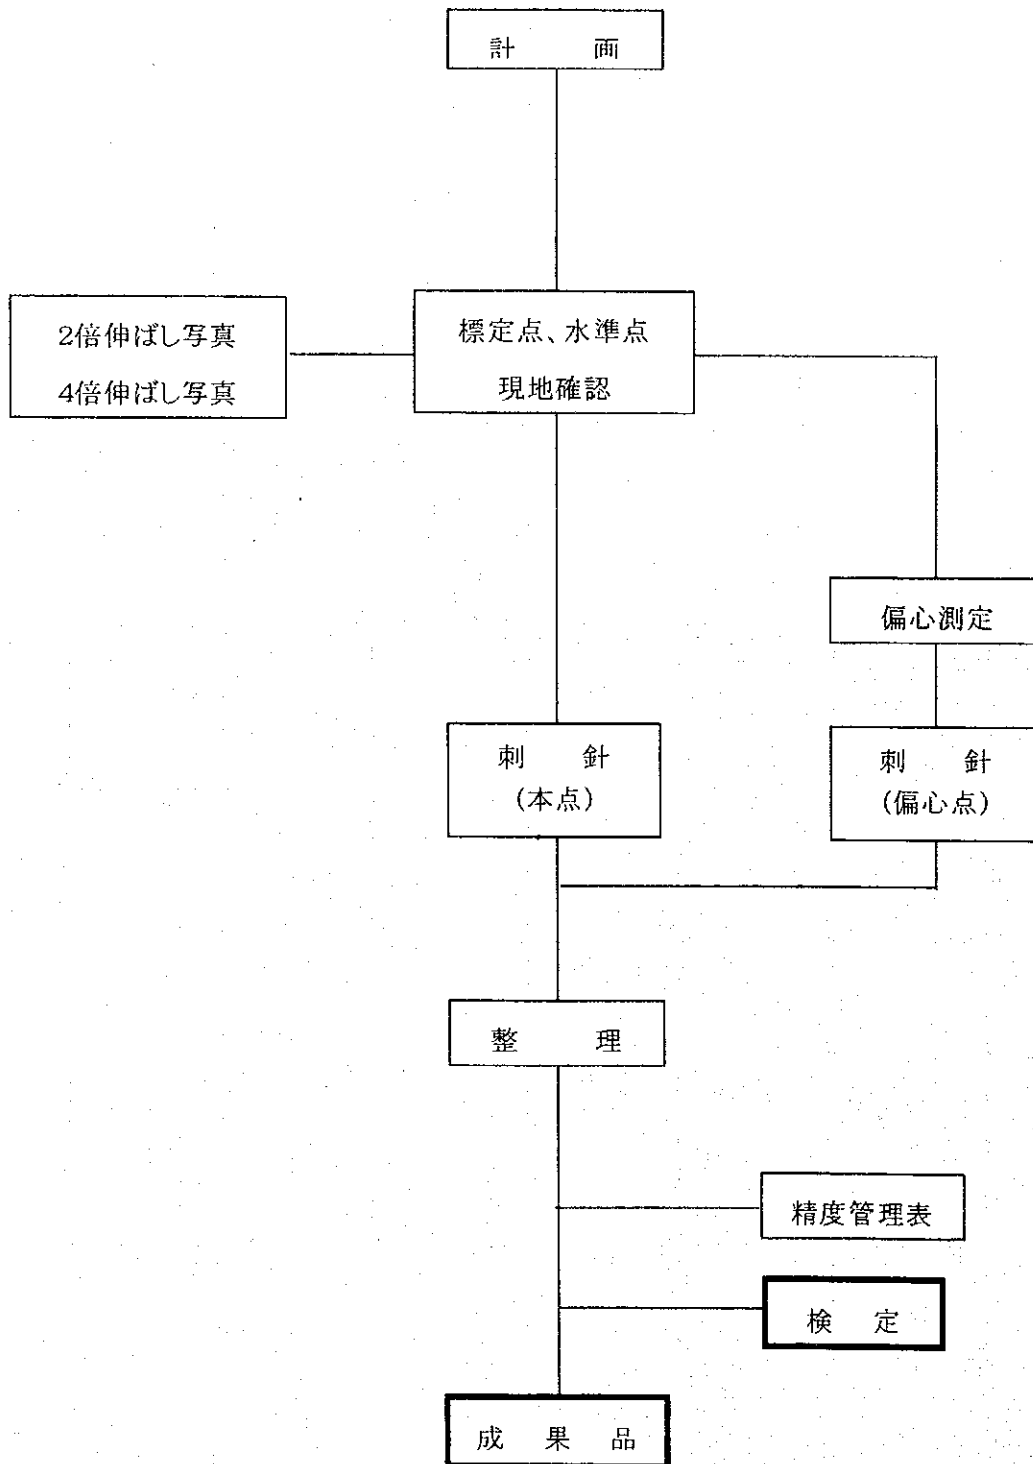 計 画
2倍伸ばし写真
4倍伸ばし写真
標定点、水準点
現地確認
偏心測定
刺 針
(本点)
刺 針
(偏心点)
整 理
精度管理表
検 定
成 果 品